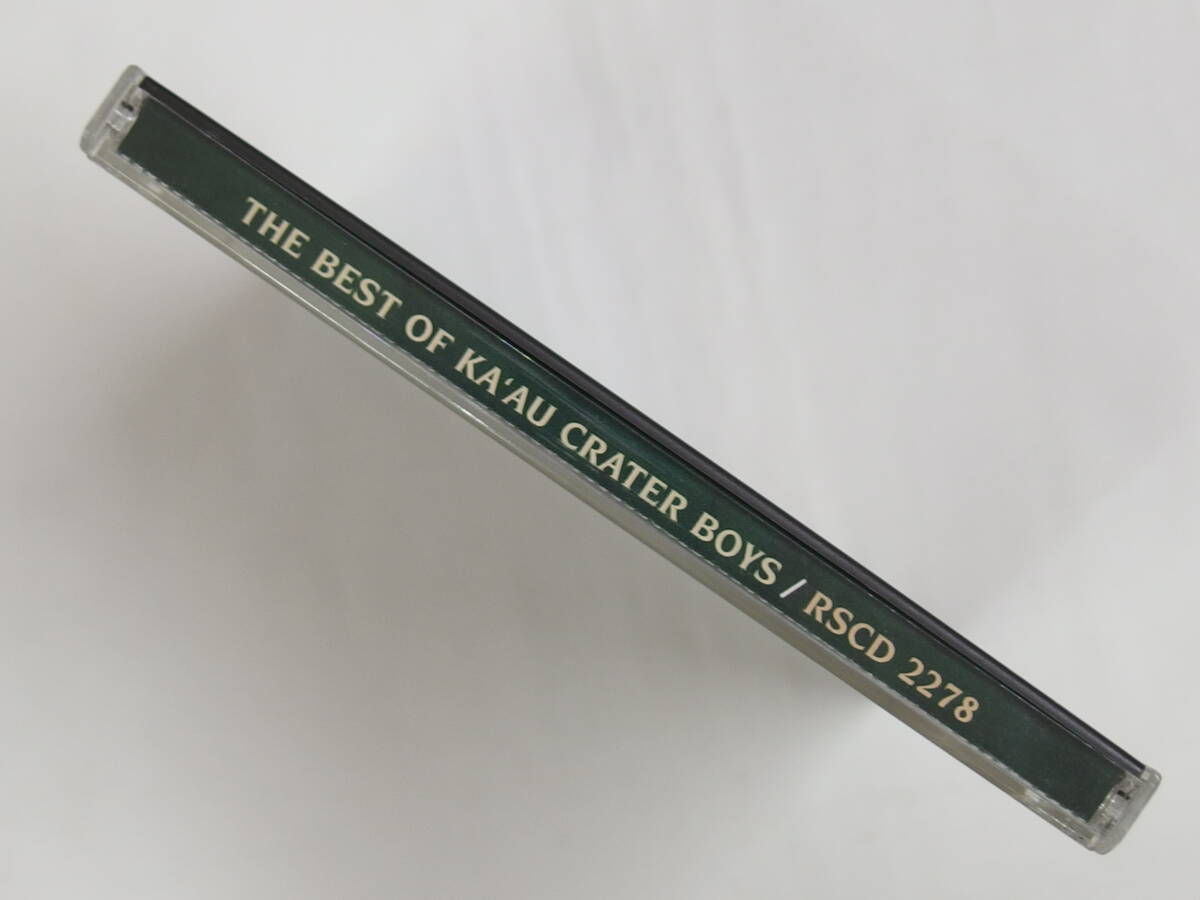 THE BEST OF KA‘AU CRATER BOYS / RSCD 2278